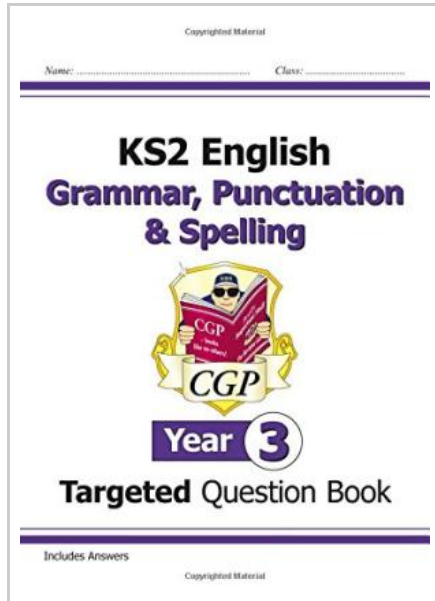 Copyrighted Material
Name: ........................................................ Class: ..........................................
KS2 English
Grammar, Punctuation
& Spelling
CGP
CGP
Year 3
Targeted Question Book
Includes Answers
Copyrighted Material